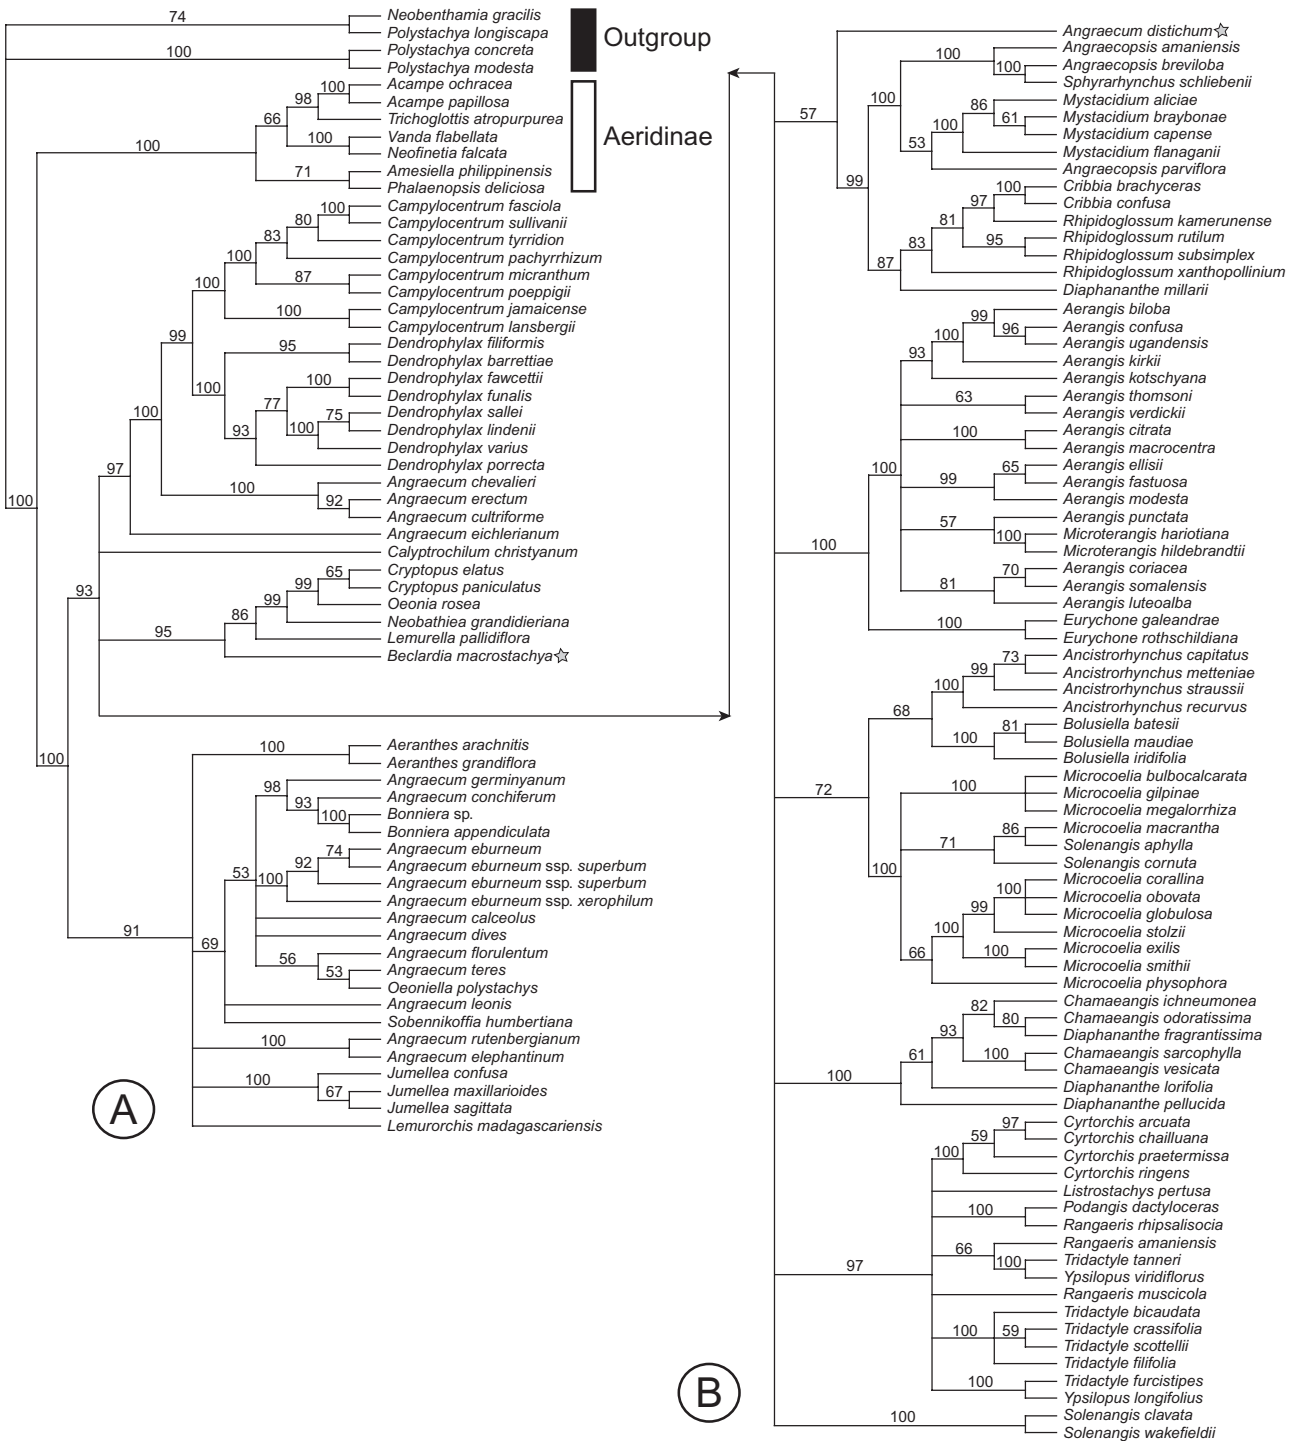 74
Neobenthamia gracilis
Polystachya longiscapa
100
Polystachya concreta
Polystachya modesta
Outgroup
100
Acampe ochracea
98
Acampe papillosa
66
Trichoglottis atropurpurea
100
100
Vanda flabellata
Neofinetia falcata
71
Amesiella philippinensis
Phalaenopsis deliciosa
Aeridinae
100
Campylocentrum fasciola
80
Campylocentrum sullivanii
83
Campylocentrum tyrridion
100
Campylocentrum pachyrrhizum
87
Campylocentrum micranthum
100
Campylocentrum poeppigii
100
Campylocentrum jamaicense
Campylocentrum lansbergii
99
95
Dendrophylax filiformis
Dendrophylax barrettiae
100
100
Dendrophylax fawcettii
77
Dendrophylax funalis
75
Dendrophylax sallei
100
Dendrophylax lindenii
93
Dendrophylax varius
Dendrophylax porrecta
100
100
Angraecum chevalieri
92
Angraecum erectum
Angraecum cultriforme
97
Angraecum eichlerianum
100
Calyptrochilum christyanum
65
Cryptopus elatus
99
Cryptopus paniculatus
99
Oeonia rosea
86
Neobathiea grandidieriana
93
95
Lemurella pallidiflora
Beclardia macrostachya
100
100
Aeranthes arachnitis
Aeranthes grandiflora
98
Angraecum germinyanum
93
Angraecum conchiferum
100
Bonniera sp.
Bonniera appendiculata
74
Angraecum eburneum
92
Angraecum eburneum ssp. superbum
53
100
Angraecum eburneum ssp. superbum
Angraecum eburneum ssp. xerophilum
Angraecum calceolus
91
Angraecum dives
69
56
Angraecum florulentum
53
Angraecum teres
Oeoniella polystachys
Angraecum leonis
Sobennikoffia humbertiana
100
Angraecum rutenbergianum
Angraecum elephantinum
100
Jumellea confusa
67
Jumellea maxillarioides
Jumellea sagittata
Lemurorchis madagascariensis
A
Angraecum distichum
100
Angraecopsis amaniensis
100
Angraecopsis breviloba
Sphyrarhynchus schliebenii
57
100
86
Mystacidium aliciae
61
Mystacidium braybonae
100
Mystacidium capense
53
Mystacidium flanaganii
Angraecopsis parviflora
99
100
Cribbia brachyceras
97
Cribbia confusa
81
Rhipidoglossum kamerunense
83
95
Rhipidoglossum rutilum
Rhipidoglossum subsimplex
87
Rhipidoglossum xanthopollinium
Diaphananthe millarii
99
Aerangis biloba
96
Aerangis confusa
100
Aerangis ugandensis
93
Aerangis kirkii
Aerangis kotschyana
63
Aerangis thomsoni
Aerangis verdickii
100
Aerangis citrata
Aerangis macrocentra
100
65
Aerangis ellisii
99
Aerangis fastuosa
Aerangis modesta
57
Aerangis punctata
100
Microterangis hariotiana
100
Microterangis hildebrandtii
70
Aerangis coriacea
81
Aerangis somalensis
Aerangis luteoalba
100
Eurychone galeandrae
Eurychone rothschildiana
73
Ancistrorhynchus capitatus
99
Ancistrorhynchus metteniae
100
Ancistrorhynchus straussii
68
Ancistrorhynchus recurvus
81
Bolusiella batesii
100
Bolusiella maudiae
Bolusiella iridifolia
72
100
Microcoelia bulbocalcarata
Microcoelia gilpinae
Microcoelia megalorrhiza
86
Microcoelia macrantha
71
Solenangis aphylla
Solenangis cornuta
100
Microcoelia corallina
100
Microcoelia obovata
99
Microcoelia globulosa
100
Microcoelia stolzii
66
100
Microcoelia exilis
Microcoelia smithii
Microcoelia physophora
82
Chamaeangis ichneumonea
80
Chamaeangis odoratissima
93
Diaphananthe fragrantissima
61
100
Chamaeangis sarcophylla
Chamaeangis vesicata
100
Diaphananthe lorifolia
Diaphananthe pellucida
97
Cyrtorchis arcuata
59
Cyrtorchis chailluana
100
Cyrtorchis praetermissa
Cyrtorchis ringens
Listrostachys pertusa
100
Podangis dactyloceras
Rangaeris rhipsalisocia
66
Rangaeris amaniensis
100
Tridactyle tanneri
97
Ypsilopus viridiflorus
Rangaeris muscicola
Tridactyle bicaudata
100
59
Tridactyle crassifolia
Tridactyle scottellii
Tridactyle filifolia
100
Tridactyle furcistipes
Ypsilopus longifolius
100
Solenangis clavata
Solenangis wakefieldii
B